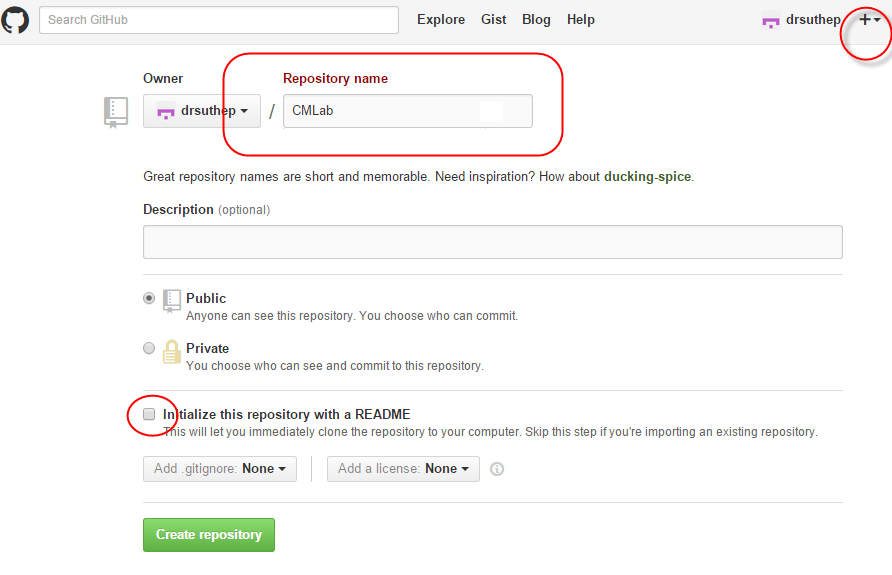 Search GitHub Explore Gist Blog Help drsuthep
Owner Repository name
drsuthep / CMLab
Great repository names are short and memorable. Need inspiration? How about ducking-spice.
Description (optional)
Public
Anyone can see this repository. You choose who can commit.
Private
You choose who can see and commit to this repository.
Initialize this repository with a README
This will let you immediately clone the repository to your computer. Skip this step if you're importing an existing repository.
Add .gitignore: None Add a license: None
Create repository